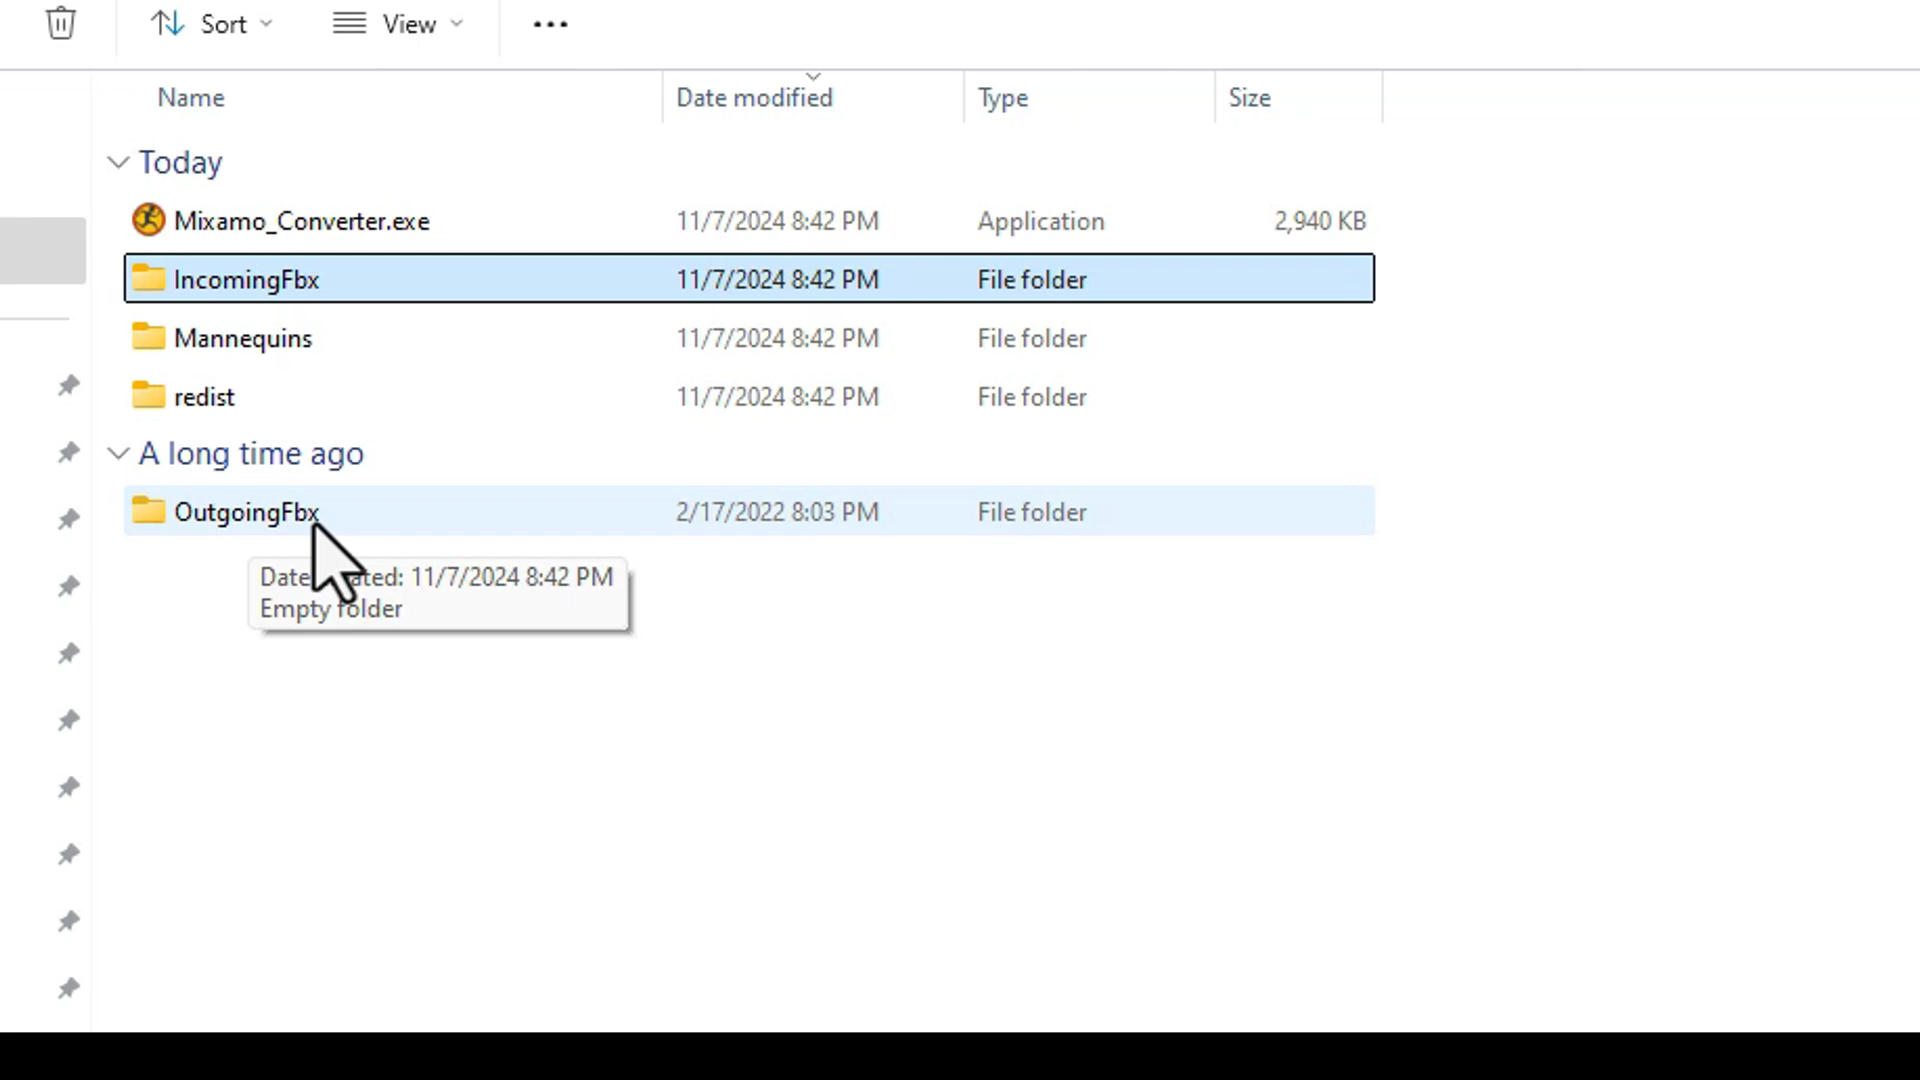 Sort View
Name Date modified Type Size
Today
Mixamo_Converter.exe 11/7/2024 8:42 PM Application 2,940 KB
IncomingFbx 11/7/2024 8:42 PM File folder
Mannequins 11/7/2024 8:42 PM File folder
redist 11/7/2024 8:42 PM File folder
A long time ago
OutgoingFbx 2/17/2022 8:03 PM File folder
Date 11/7/2024 8:42 PM
Empty folder